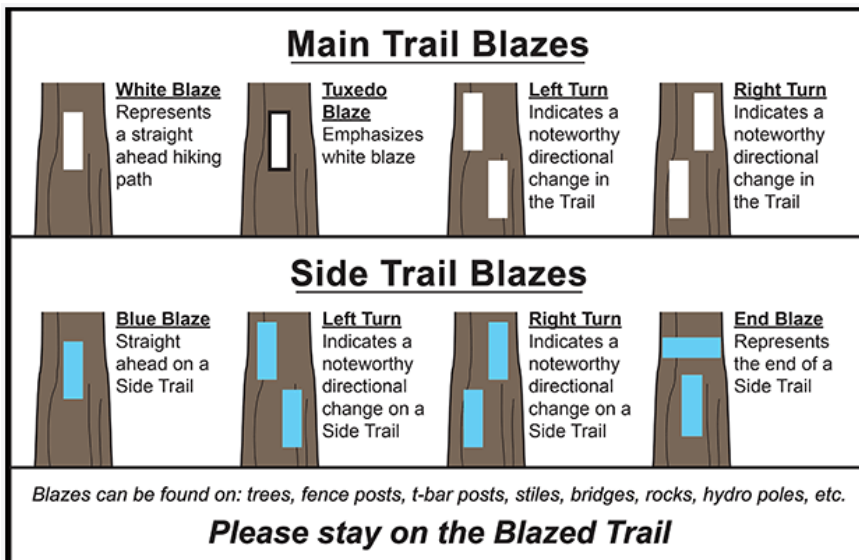 Main Trail Blazes
White Blaze
Represents
a straight
ahead hiking
path
Tuxedo
Blaze
Emphasizes
white blaze
Left Turn
Indicates a
noteworthy
directional
change in
the Trail
Right Turn
Indicates a
noteworthy
directional
change in
the Trail
Side Trail Blazes
Blue Blaze
Straight
ahead on a
Side Trail
Left Turn
Indicates a
noteworthy
directional
change on a
Side Trail
Right Turn
Indicates a
noteworthy
directional
change on a
Side Trail
End Blaze
Represents
the end of a
Side Trail
Blazes can be found on: trees, fence posts, t-bar posts, stiles, bridges, rocks, hydro poles, etc.
Please stay on the Blazed Trail